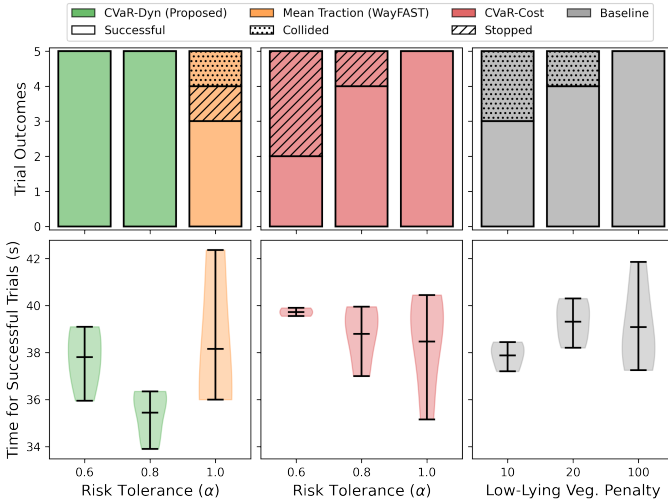 CVaR-Dyn (Proposed) Mean Traction (WayFAST) CVaR-Cost Baseline
Successful Collided Stopped
Trial Outcomes
5
4
3
2
1
0
Time for Successful Trials (s)
42
40
38
36
34
0.6 0.8 1.0
Risk Tolerance (α)
0.6 0.8 1.0
Risk Tolerance (α)
10 20 100
Low-Lying Veg. Penalty